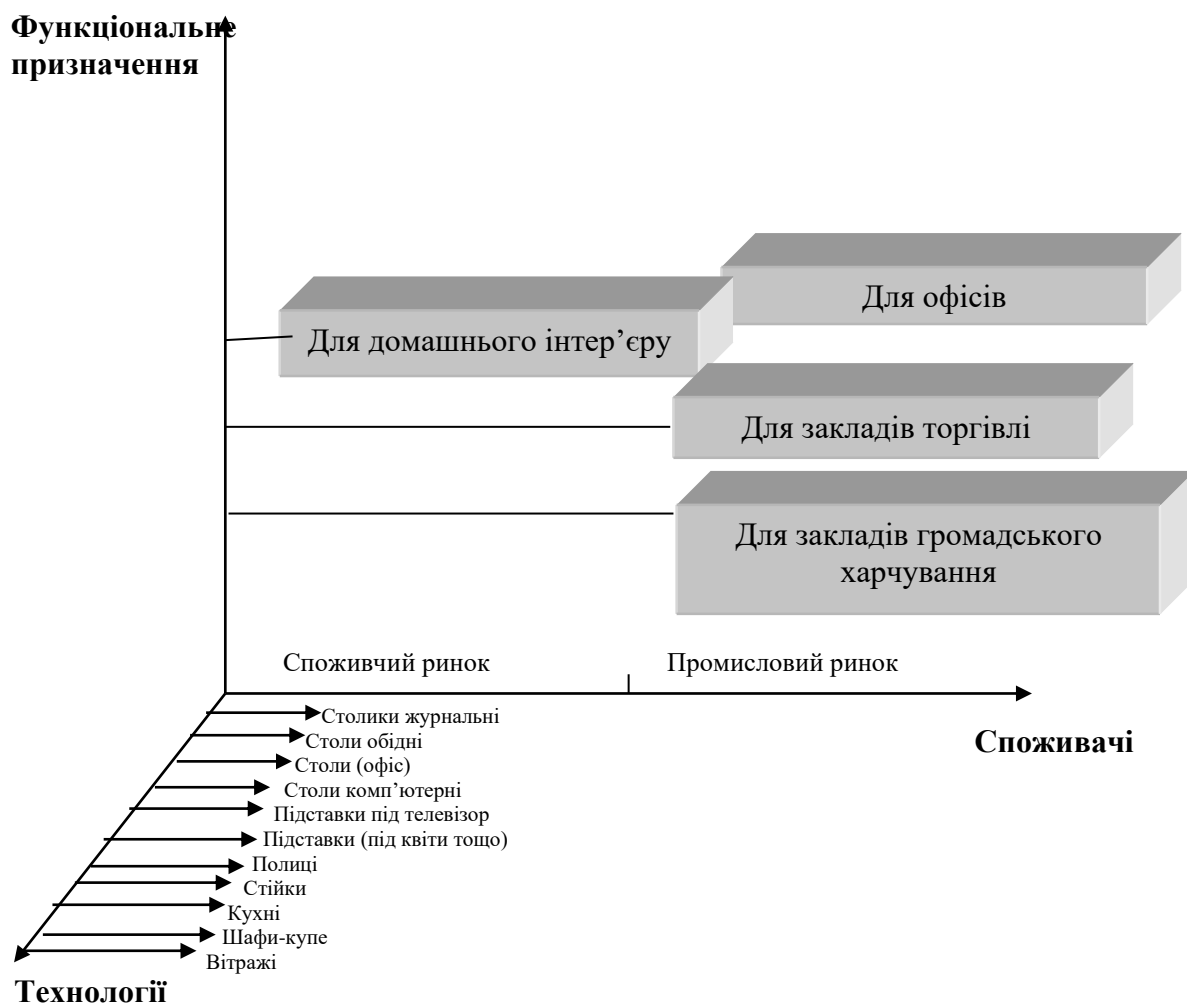 Функціональне
призначення
Для офісів
Для домашнього інтер’єру
Для закладів торгівлі
Для закладів громадського
харчування
Споживчий ринок
Промисловий ринок
Столики журнальні
Споживачі
Столи обідні
Столи (офіс)
Столи комп’ютерні
Підставки під телевізор
Підставки (під квіти тощо)
Полиці
Стійки
Кухні
Шафи-купе
Вітражі
Технології